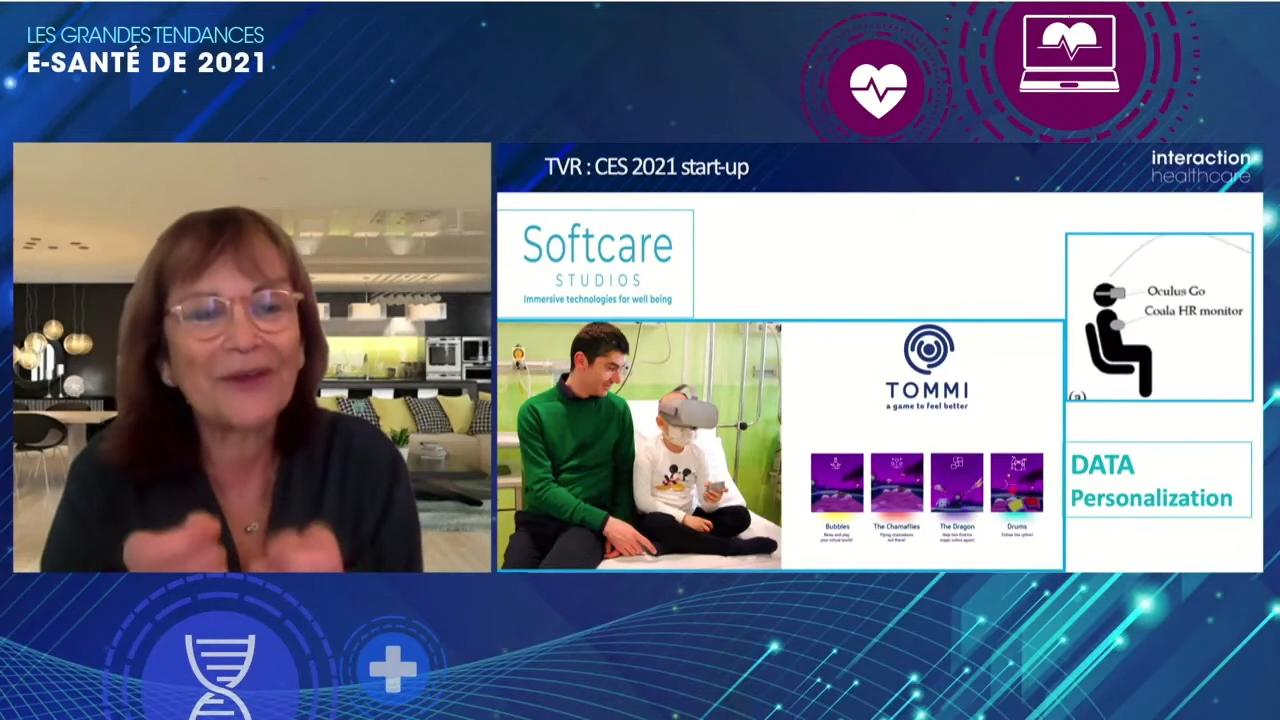 LES GRANDES TENDANCES
E-SANTÉ DE 2021
TVR : CES 2021 start-up
interaction
healthcare
Softcare
STUDIOS
Immersive technologies for well being
TOMMI
a game to feel better
Bubbles
The Chamaflies
The Dragon
Drums
Oculus Go
Coala HR monitor
(a)
DATA
Personalization